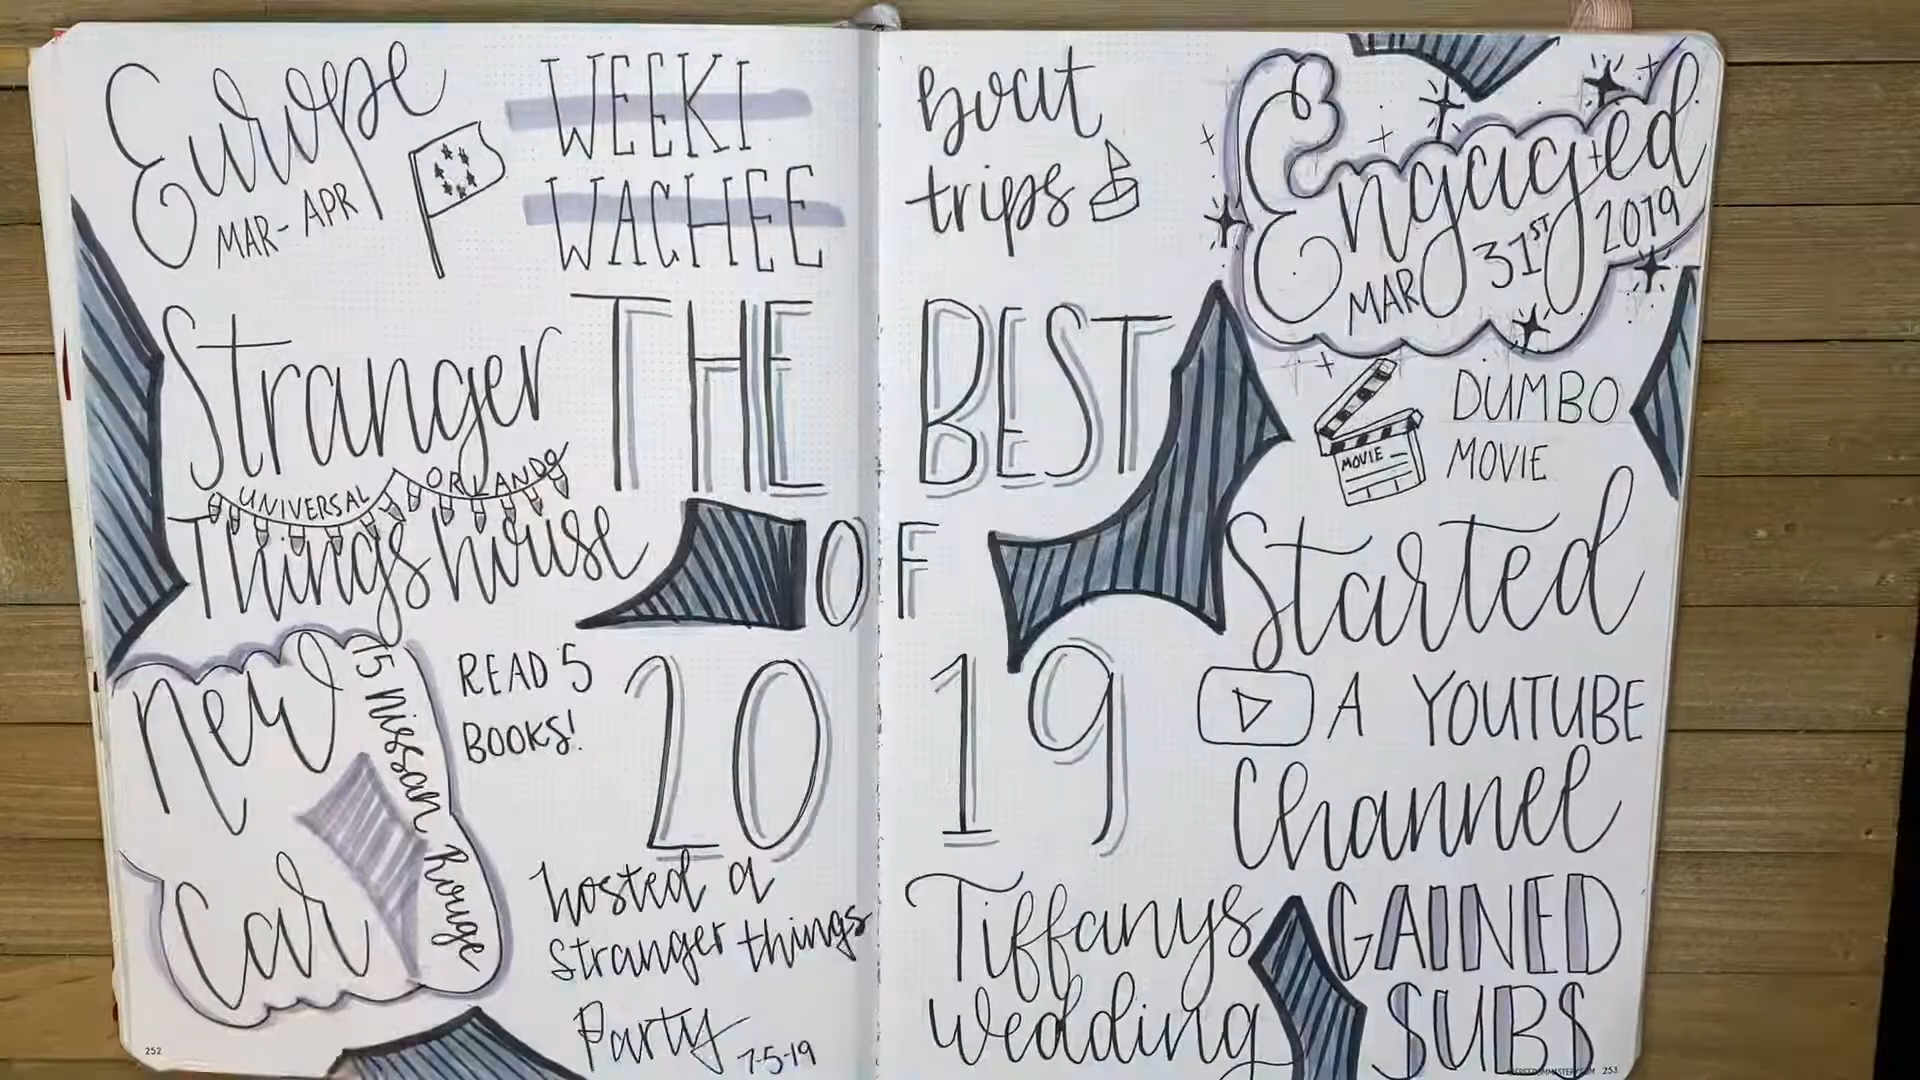 Europe
MAR-APR
WEEKI
WACHEE
Stranger
UNIVERSAL ORLANDO
Things house
new
car
15 Nissan Rouge
READ 5
BOOKS!
hosted a
Stranger things
Party
7-5-19
252
THE BEST
OF
2019
boat
trips
Engaged
MAR 31ST 2019
MOVIE
DUMBO
MOVIE
Started
A YOUTUBE
Channel
Tiffanys
wedding
GAINED
SUBS
253